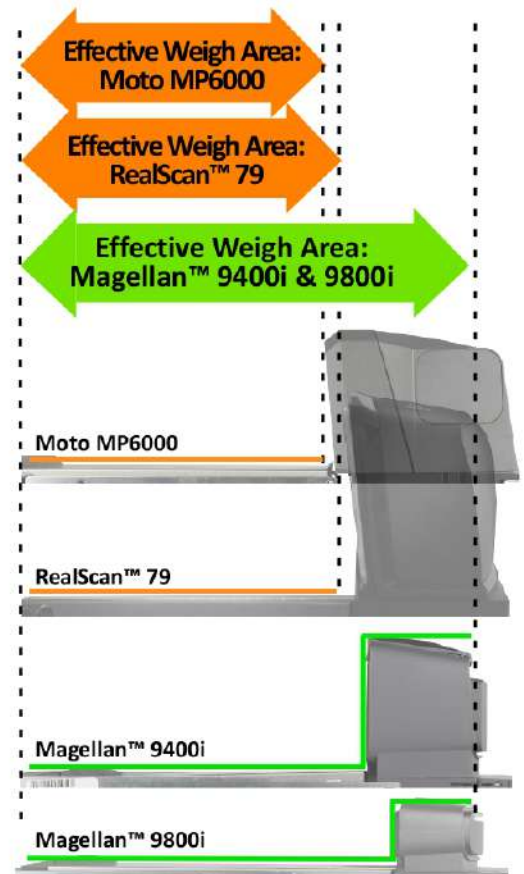 Effective Weigh Area:
Moto MP6000
Effective Weigh Area:
RealScan™ 79
Effective Weigh Area:
Magellan™ 9400i & 9800i
Moto MP6000
RealScan™ 79
Magellan™ 9400i
Magellan™ 9800i